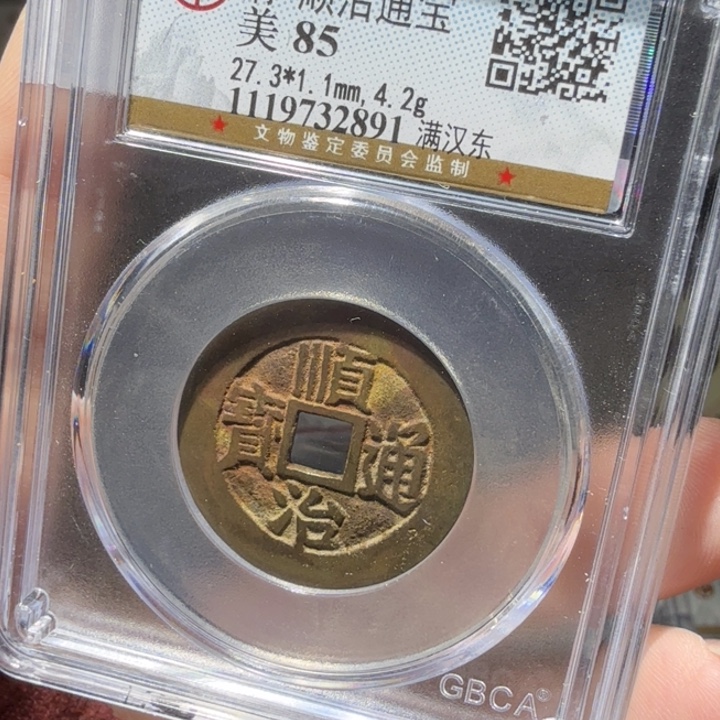 顺治通宝
美 85
27.3*1.1mm, 4.2g
1119732891 满汉东
文物鉴定委员会监制
順
寶 通
治
GBCA